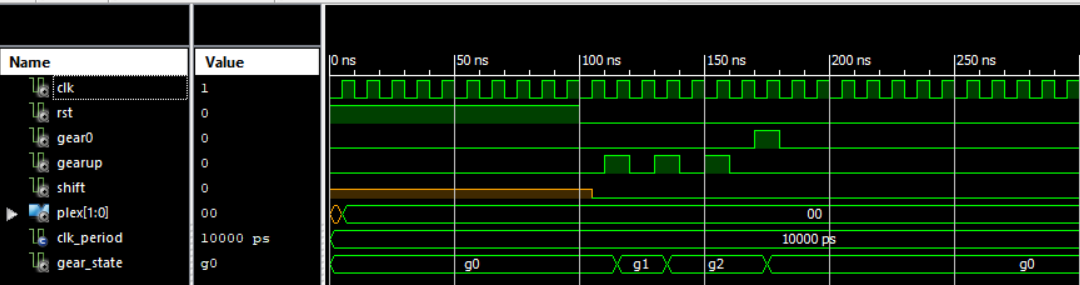 0 ns 50 ns 100 ns 150 ns 200 ns 250 ns
Name Value
clk 1
rst 0
gear0 0
gearup 0
shift 0
plex[1:0] 00 00
clk_period 10000 ps 10000 ps
gear_state g0 g0 g1 g2 g0